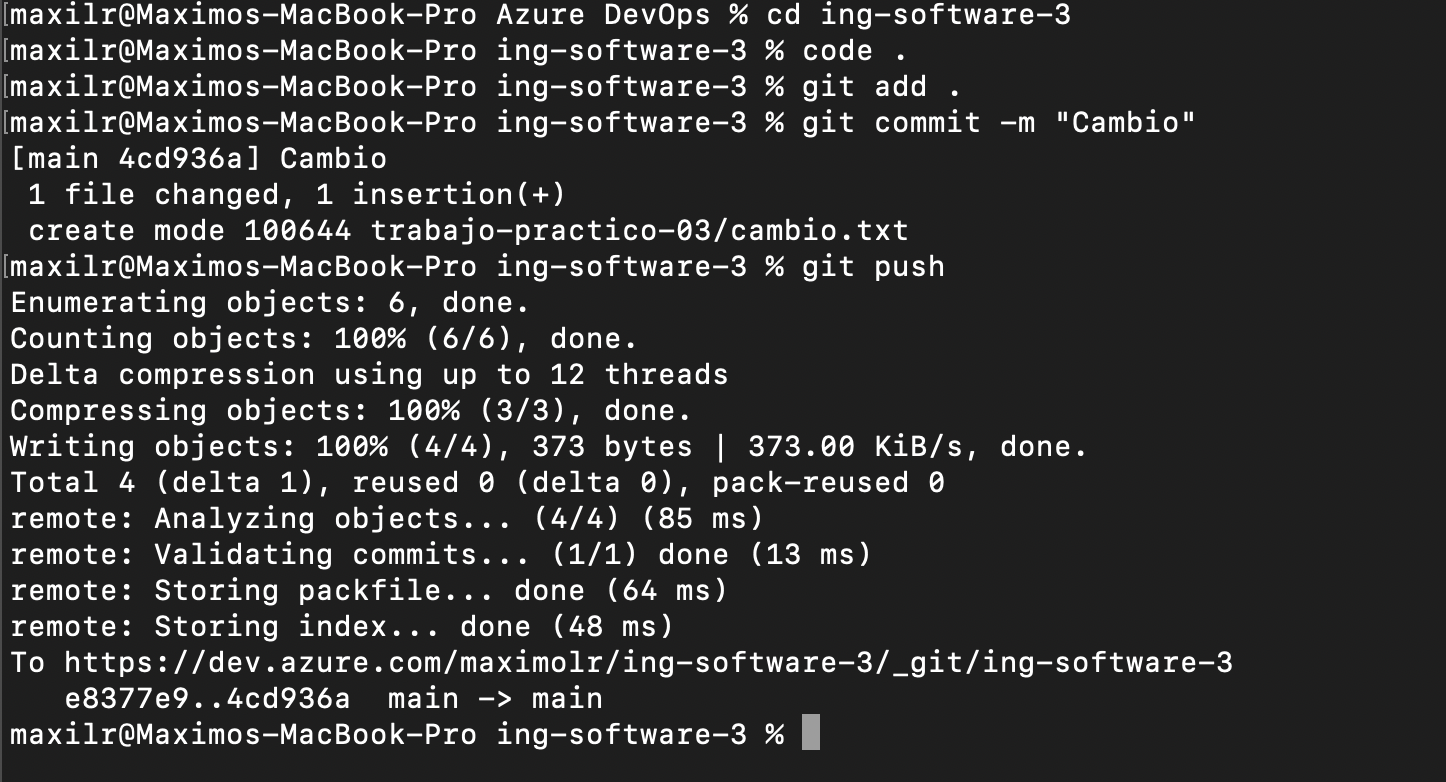 [maxilr@Maximos-MacBook-Pro Azure DevOps % cd ing-software-3
[maxilr@Maximos-MacBook-Pro ing-software-3 % code .
[maxilr@Maximos-MacBook-Pro ing-software-3 % git add .
[maxilr@Maximos-MacBook-Pro ing-software-3 % git commit -m "Cambio"
[main 4cd936a] Cambio
 1 file changed, 1 insertion(+)
 create mode 100644 trabajo-practico-03/cambio.txt
[maxilr@Maximos-MacBook-Pro ing-software-3 % git push
Enumerating objects: 6, done.
Counting objects: 100% (6/6), done.
Delta compression using up to 12 threads
Compressing objects: 100% (3/3), done.
Writing objects: 100% (4/4), 373 bytes | 373.00 KiB/s, done.
Total 4 (delta 1), reused 0 (delta 0), pack-reused 0
remote: Analyzing objects... (4/4) (85 ms)
remote: Validating commits... (1/1) done (13 ms)
remote: Storing packfile... done (64 ms)
remote: Storing index... done (48 ms)
To https://dev.azure.com/maximolr/ing-software-3/_git/ing-software-3
   e8377e9..4cd936a  main -> main
maxilr@Maximos-MacBook-Pro ing-software-3 %